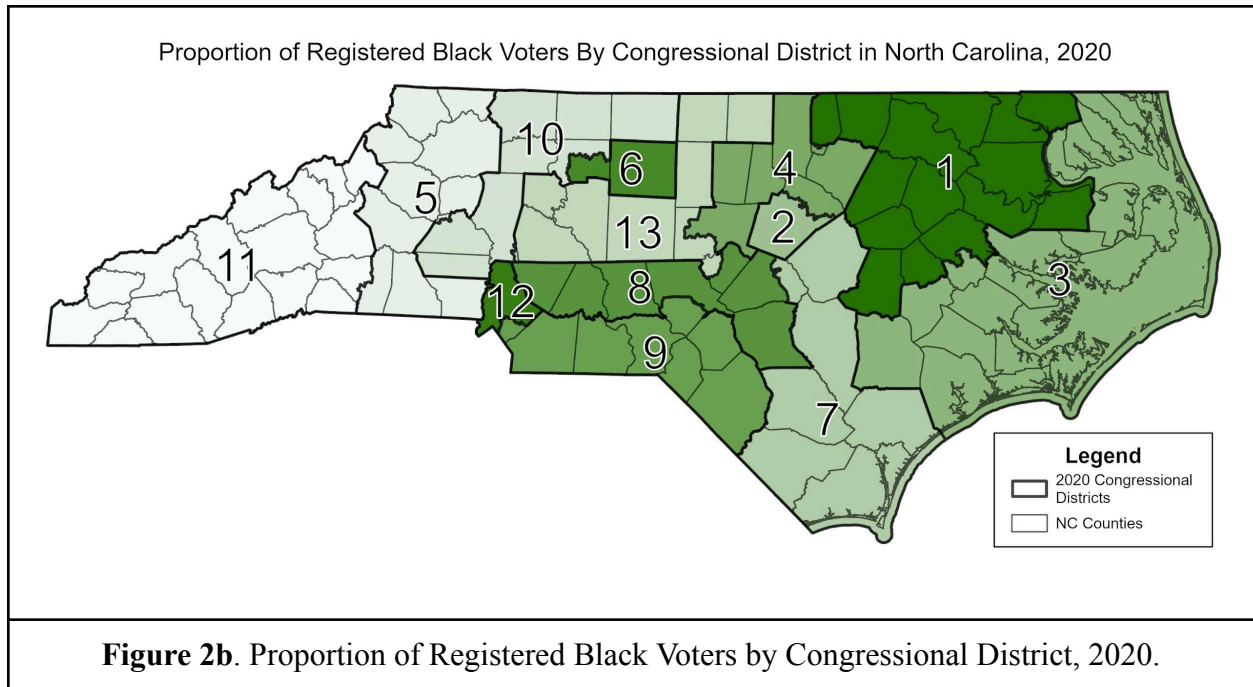 Proportion of Registered Black Voters By Congressional District in North Carolina, 2020
10
6
4
1
5
2
13
11
3
8
12
9
7
Legend
2020 Congressional
Districts
NC Counties
Figure 2b. Proportion of Registered Black Voters by Congressional District, 2020.